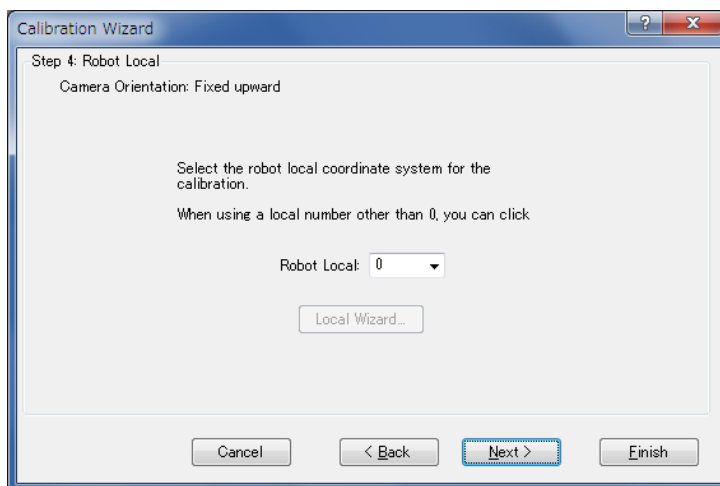 Calibration Wizard
?
X
Step 4: Robot Local
Camera Orientation: Fixed upward
Select the robot local coordinate system for the
calibration.
When using a local number other than 0, you can click
Robot Local: 0
Local Wizard...
Cancel
< Back
Next >
Finish